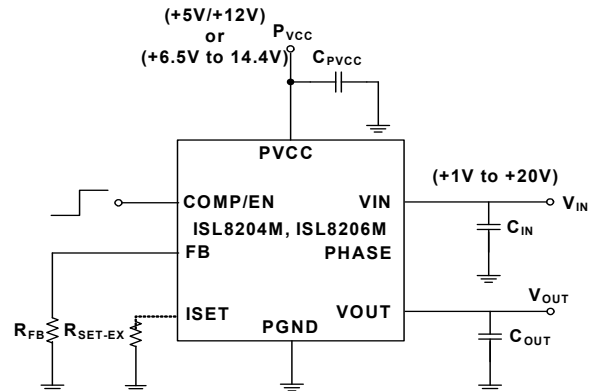 (+5V/+12V)
or
(+6.5V to 14.4V)
PVCC
CPVCC
PVCC
COMP/EN
VIN
(+1V to +20V)
VIN
ISL8204M, ISL8206M
CIN
FB
PHASE
VOUT
ISET
VOUT
RFB
RSET-EX
PGND
COUT